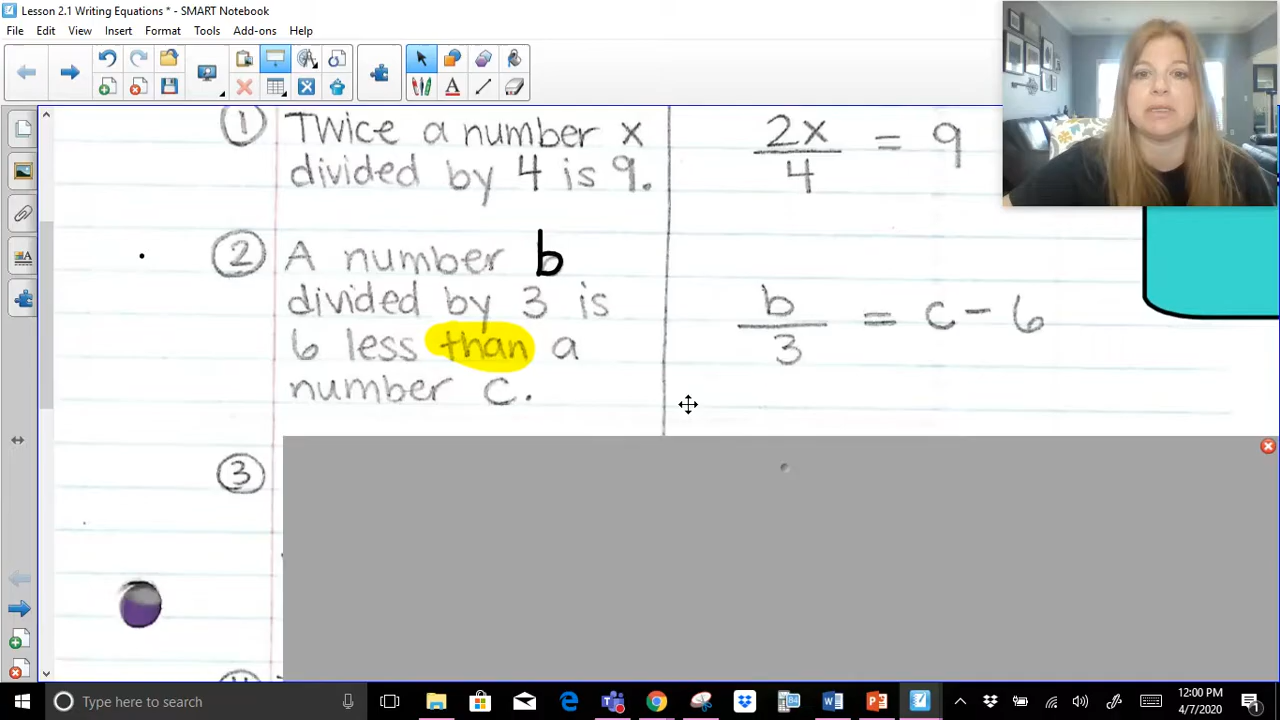 Lesson 2.1 Writing Equations * - SMART Notebook
File Edit View Insert Format Tools Add-ons Help
① Twice a number x
divided by 4 is 9.
2x/4 = 9
② A number b
divided by 3 is
6 less than a
number c.
b/3 = c - 6
③
Type here to search
12:00 PM
4/7/2020